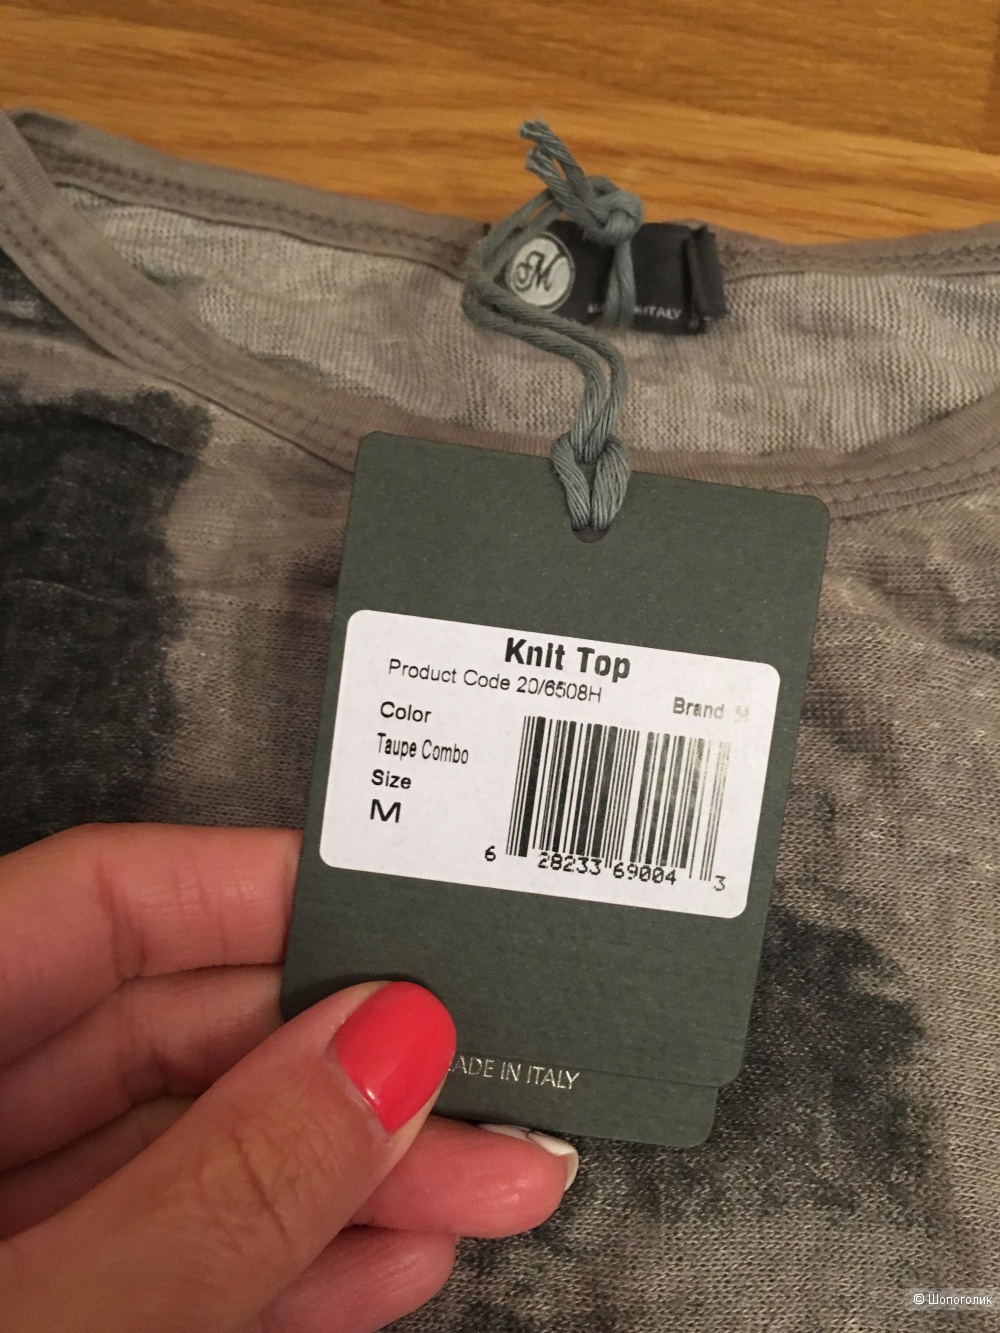 M
ITALY
Knit Top
Product Code 20/6508H
Brand M
Color
Taupe Combo
Size
M
6 28233 69004 3
ADE IN ITALY
© Шопоголик